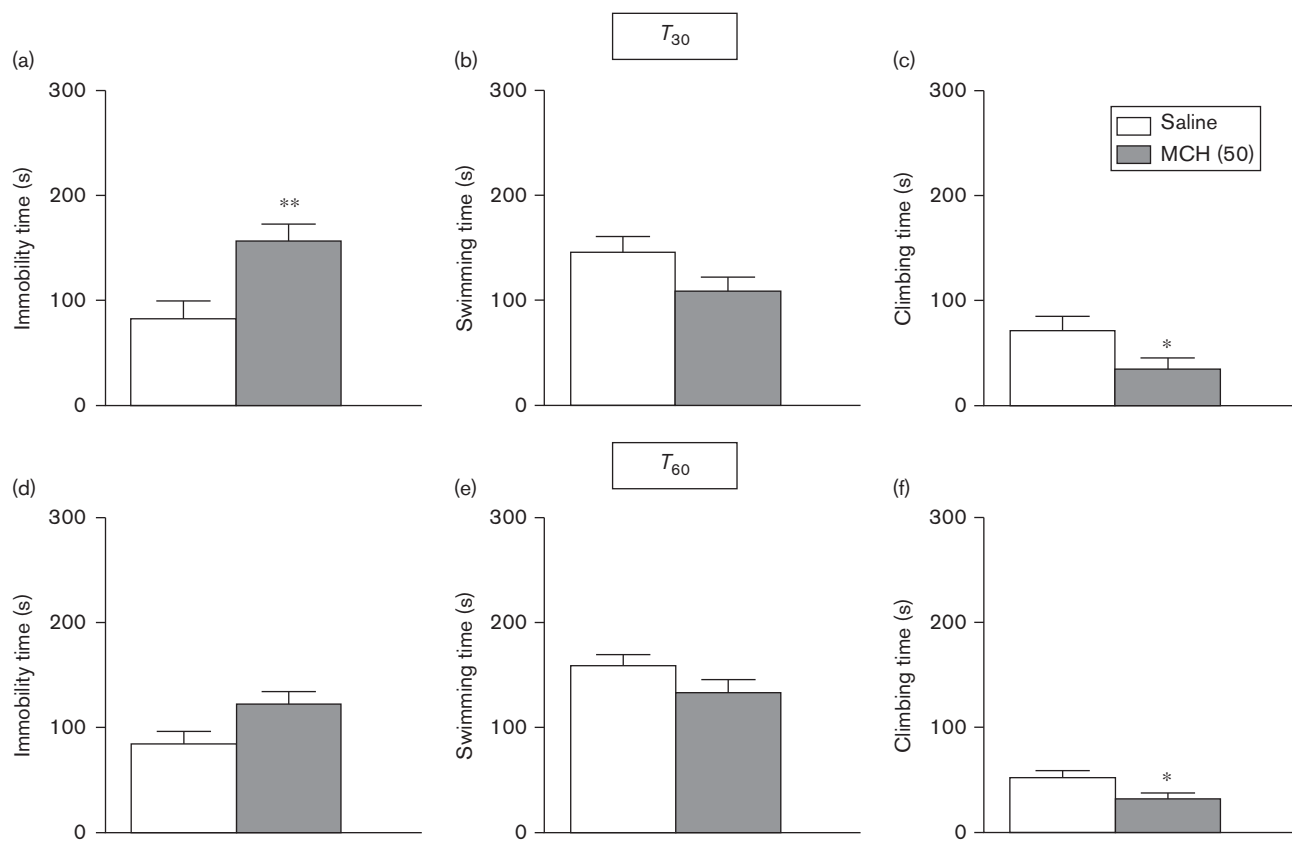 T30
(a)
(b)
(c)
300
200
100
0
Immobility time (s)
**
300
200
100
0
Swimming time (s)
300
200
100
0
Climbing time (s)
*
Saline
MCH (50)
T60
(d)
(e)
(f)
300
200
100
0
Immobility time (s)
300
200
100
0
Swimming time (s)
300
200
100
0
Climbing time (s)
*